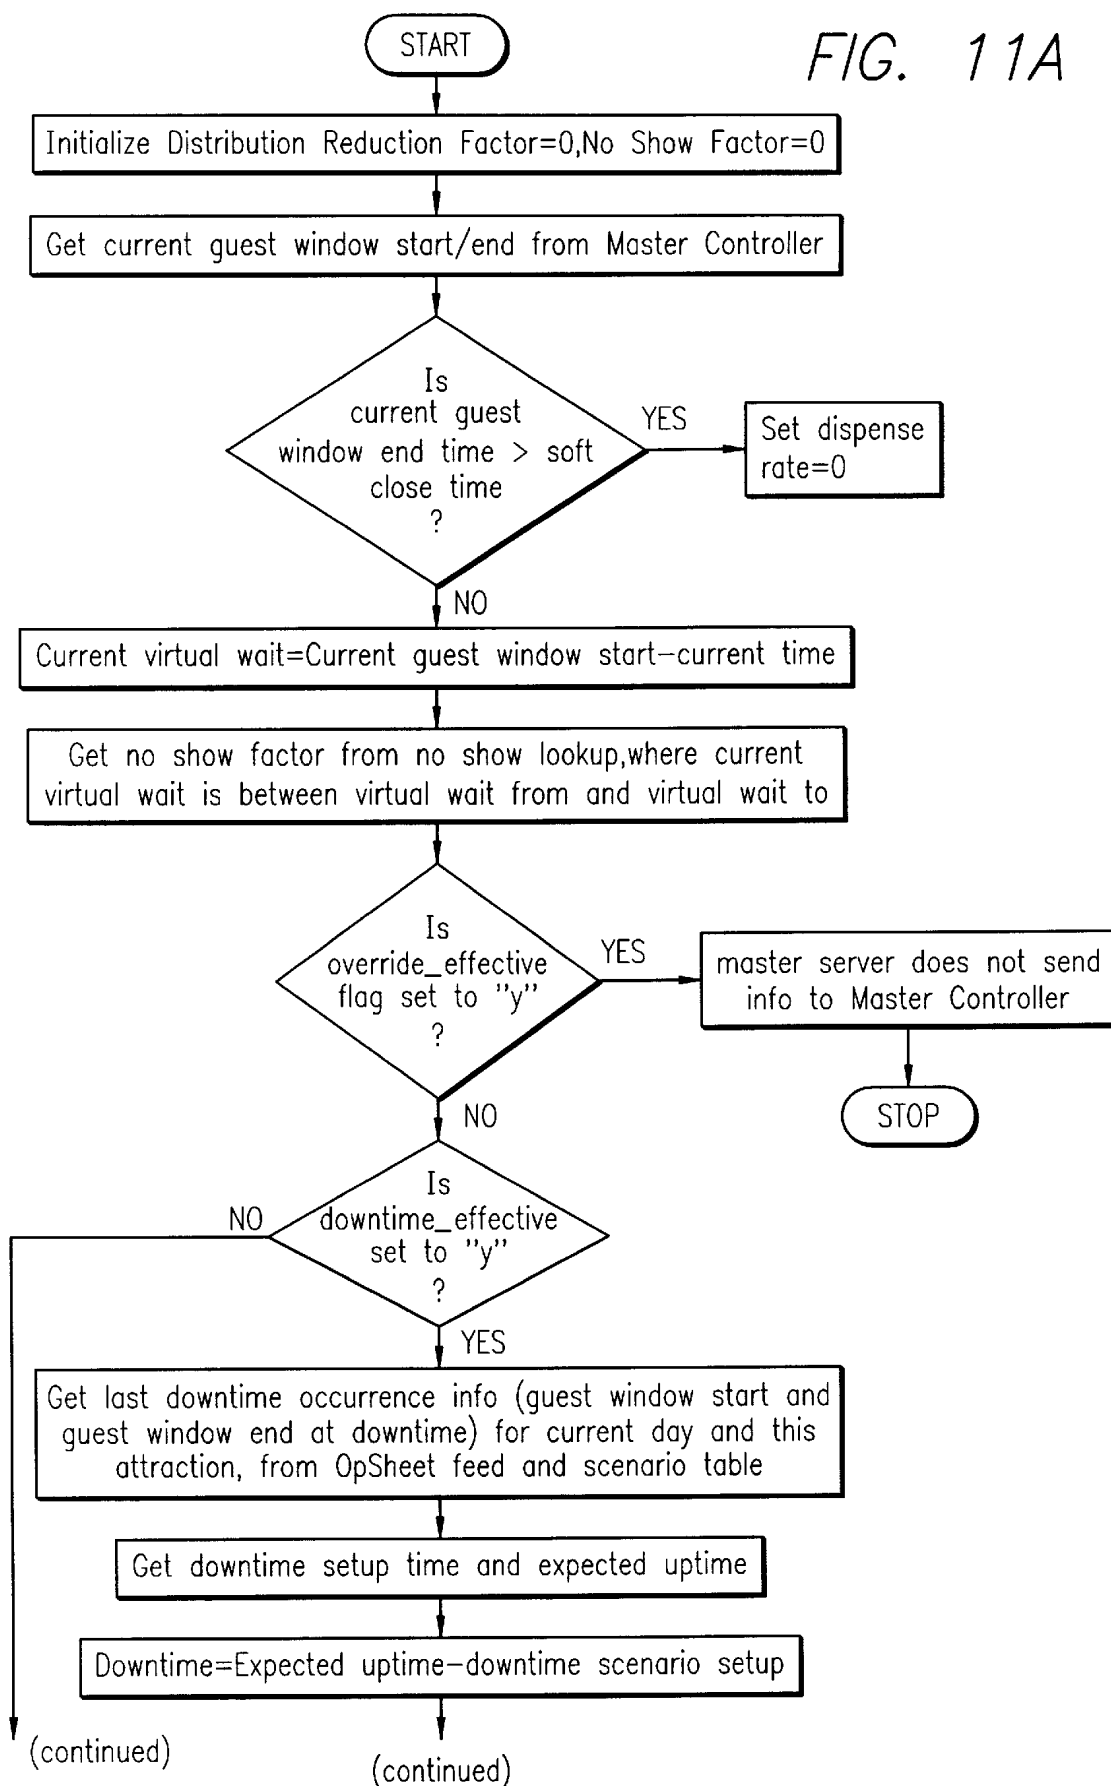 START
FIG. 11A
Initialize Distribution Reduction Factor=0,No Show Factor=0
Get current guest window start/end from Master Controller
Is
current guest
window end time > soft
close time
?
YES
Set dispense
rate=0
NO
Current virtual wait=Current guest window start-current time
Get no show factor from no show lookup,where current
virtual wait is between virtual wait from and virtual wait to
Is
override_effective
flag set to "y"
?
YES
master server does not send
info to Master Controller
STOP
NO
Is
downtime_effective
set to "y"
?
NO
YES
Get last downtime occurrence info (guest window start and
guest window end at downtime) for current day and this
attraction, from OpSheet feed and scenario table
Get downtime setup time and expected uptime
Downtime=Expected uptime-downtime scenario setup
(continued)
(continued)